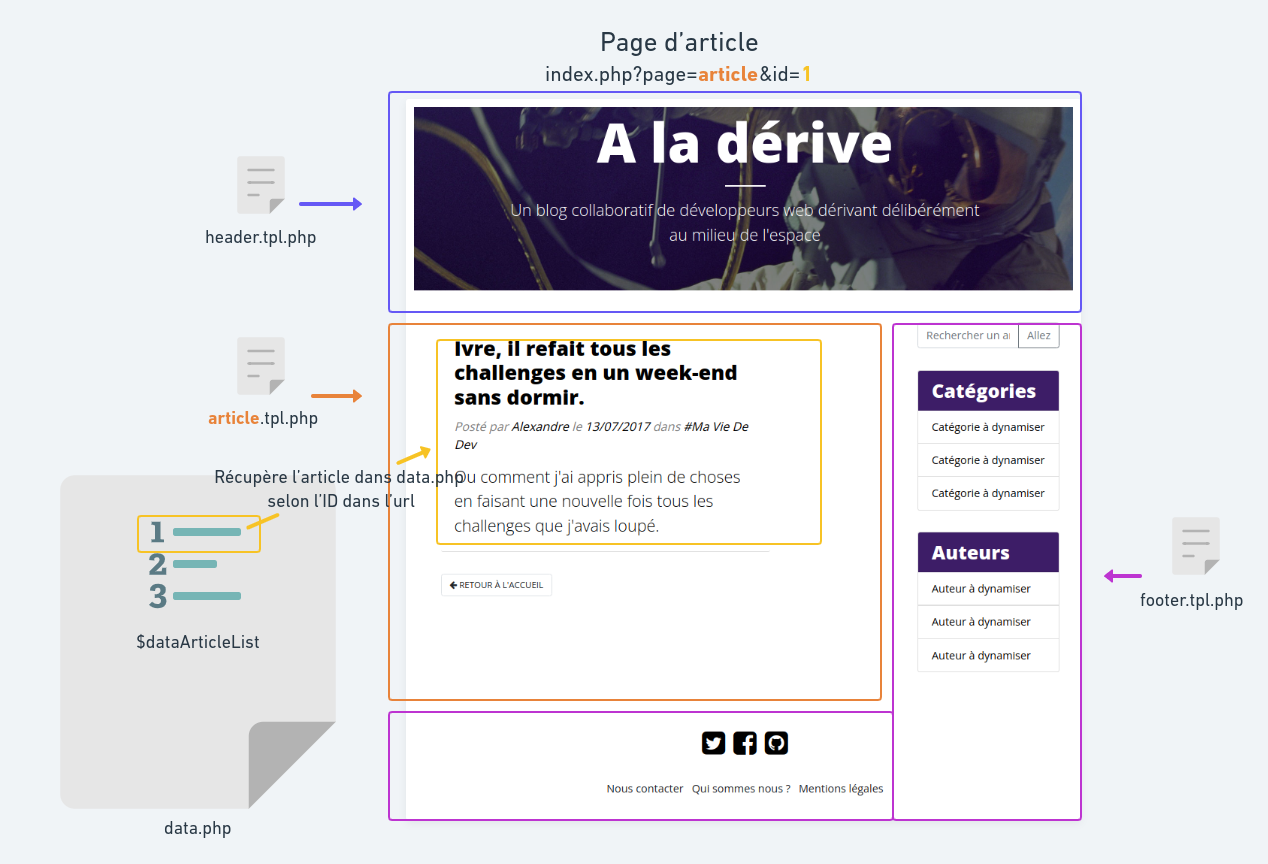 Page d’article
index.php?page=article&id=1
A la dérive
Un blog collaboratif de développeurs web dérivant délibérément
au milieu de l'espace
header.tpl.php
article.tpl.php
Ivre, il refait tous les
challenges en un week-end
sans dormir.
Posté par Alexandre le 13/07/2017 dans #Ma Vie De
Dev
Ou comment j'ai appris plein de choses
en faisant une nouvelle fois tous les
challenges que j'avais loupé.
RETOUR À L'ACCUEIL
Récupère l’article dans data.php
selon l’ID dans l’url
1
2
3
$dataArticleList
data.php
Rechercher un ar
Allez
Catégories
Catégorie à dynamiser
Catégorie à dynamiser
Catégorie à dynamiser
Auteurs
Auteur à dynamiser
Auteur à dynamiser
Auteur à dynamiser
footer.tpl.php
Nous contacter Qui sommes nous ? Mentions légales